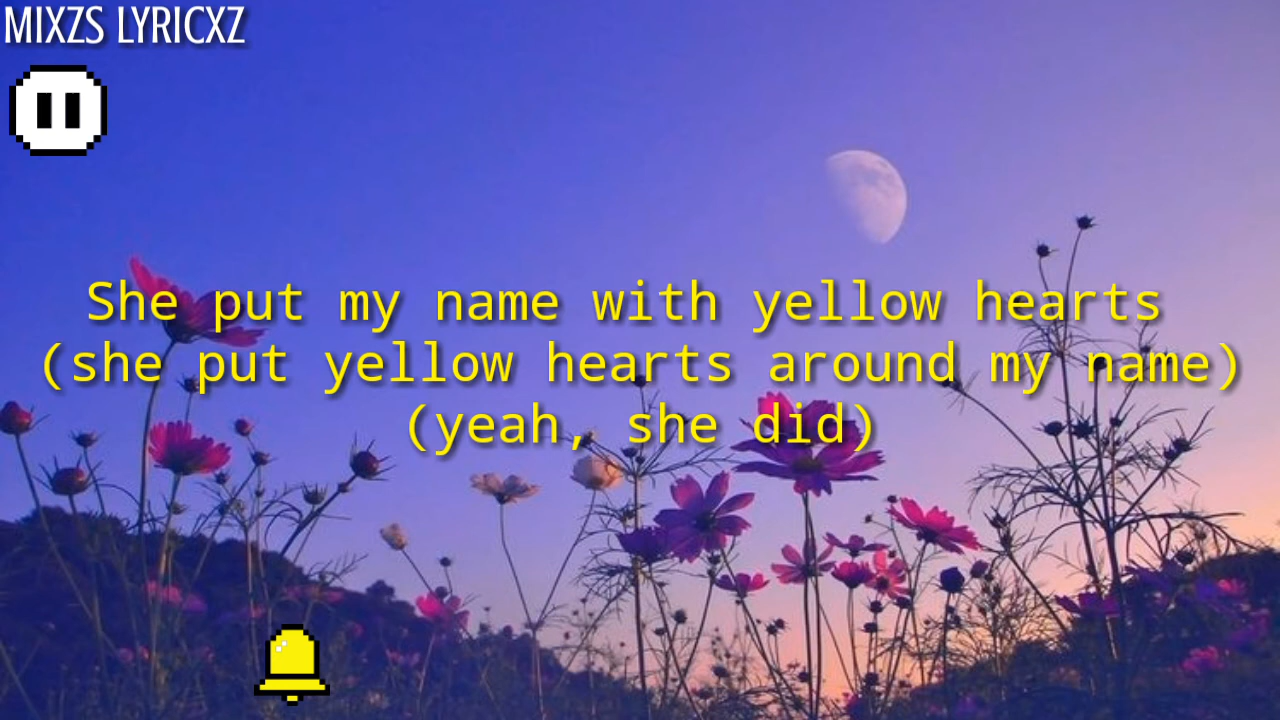 MIXZS LYRICXZ
She put my name with yellow hearts
(she put yellow hearts around my name)
(yeah, she did)